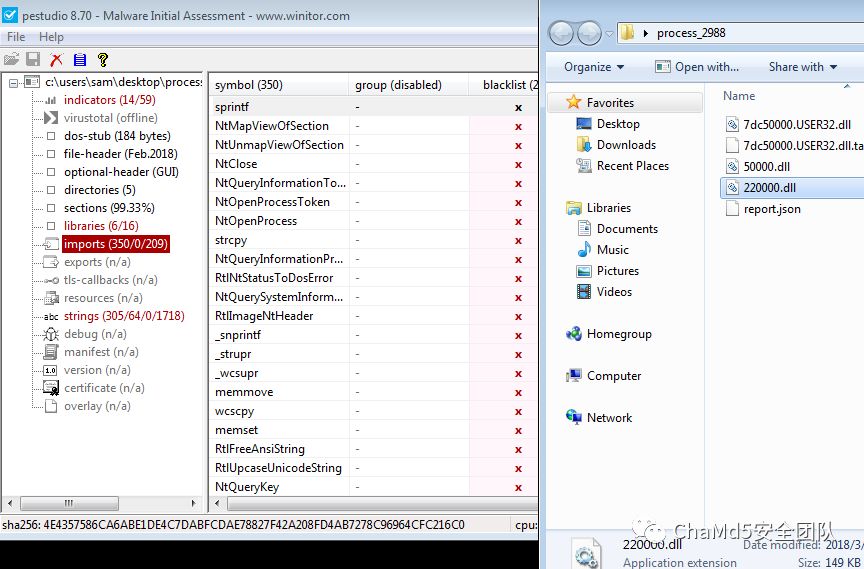 pestudio 8.70 - Malware Initial Assessment - www.winitor.com
File Help
c:\users\sam\desktop\proces
indicators (14/59)
virustotal (offline)
dos-stub (184 bytes)
file-header (Feb.2018)
optional-header (GUI)
directories (5)
sections (99.33%)
libraries (6/16)
imports (350/0/209)
exports (n/a)
tls-callbacks (n/a)
resources (n/a)
abc strings (305/64/0/1718)
debug (n/a)
manifest (n/a)
1.0 version (n/a)
certificate (n/a)
overlay (n/a)
symbol (350) group (disabled) blacklist (2
sprintf - x
NtMapViewOfSection - x
NtUnmapViewOfSection - x
NtClose - x
NtQueryInformationTo... - x
NtOpenProcessToken - x
NtOpenProcess - x
strcpy - x
NtQueryInformationPr... - x
RtlNtStatusToDosError - x
NtQuerySystemInform... - x
RtlImageNtHeader - x
_snprintf - x
_strupr - x
_wcsupr - x
memmove - x
wcscpy - x
memset - x
RtlFreeAnsiString - x
RtlUpcaseUnicodeString - x
NtQueryKey - x
sha256: 4E4357586CA6ABE1DE4C7DABFCDAE78827F42A208FD4AB7278C96964CFC216C0 cpu:
process_2988
Organize Open with... Share with
Favorites
Desktop
Downloads
Recent Places
Libraries
Documents
Music
Pictures
Videos
Homegroup
Computer
Network
Name
7dc50000.USER32.dll
7dc50000.USER32.dll.ta
50000.dll
220000.dll
report.json
ChaMd5安全团队
220000.dll Date modified: 2018/3/
Application extension Size: 149 KB